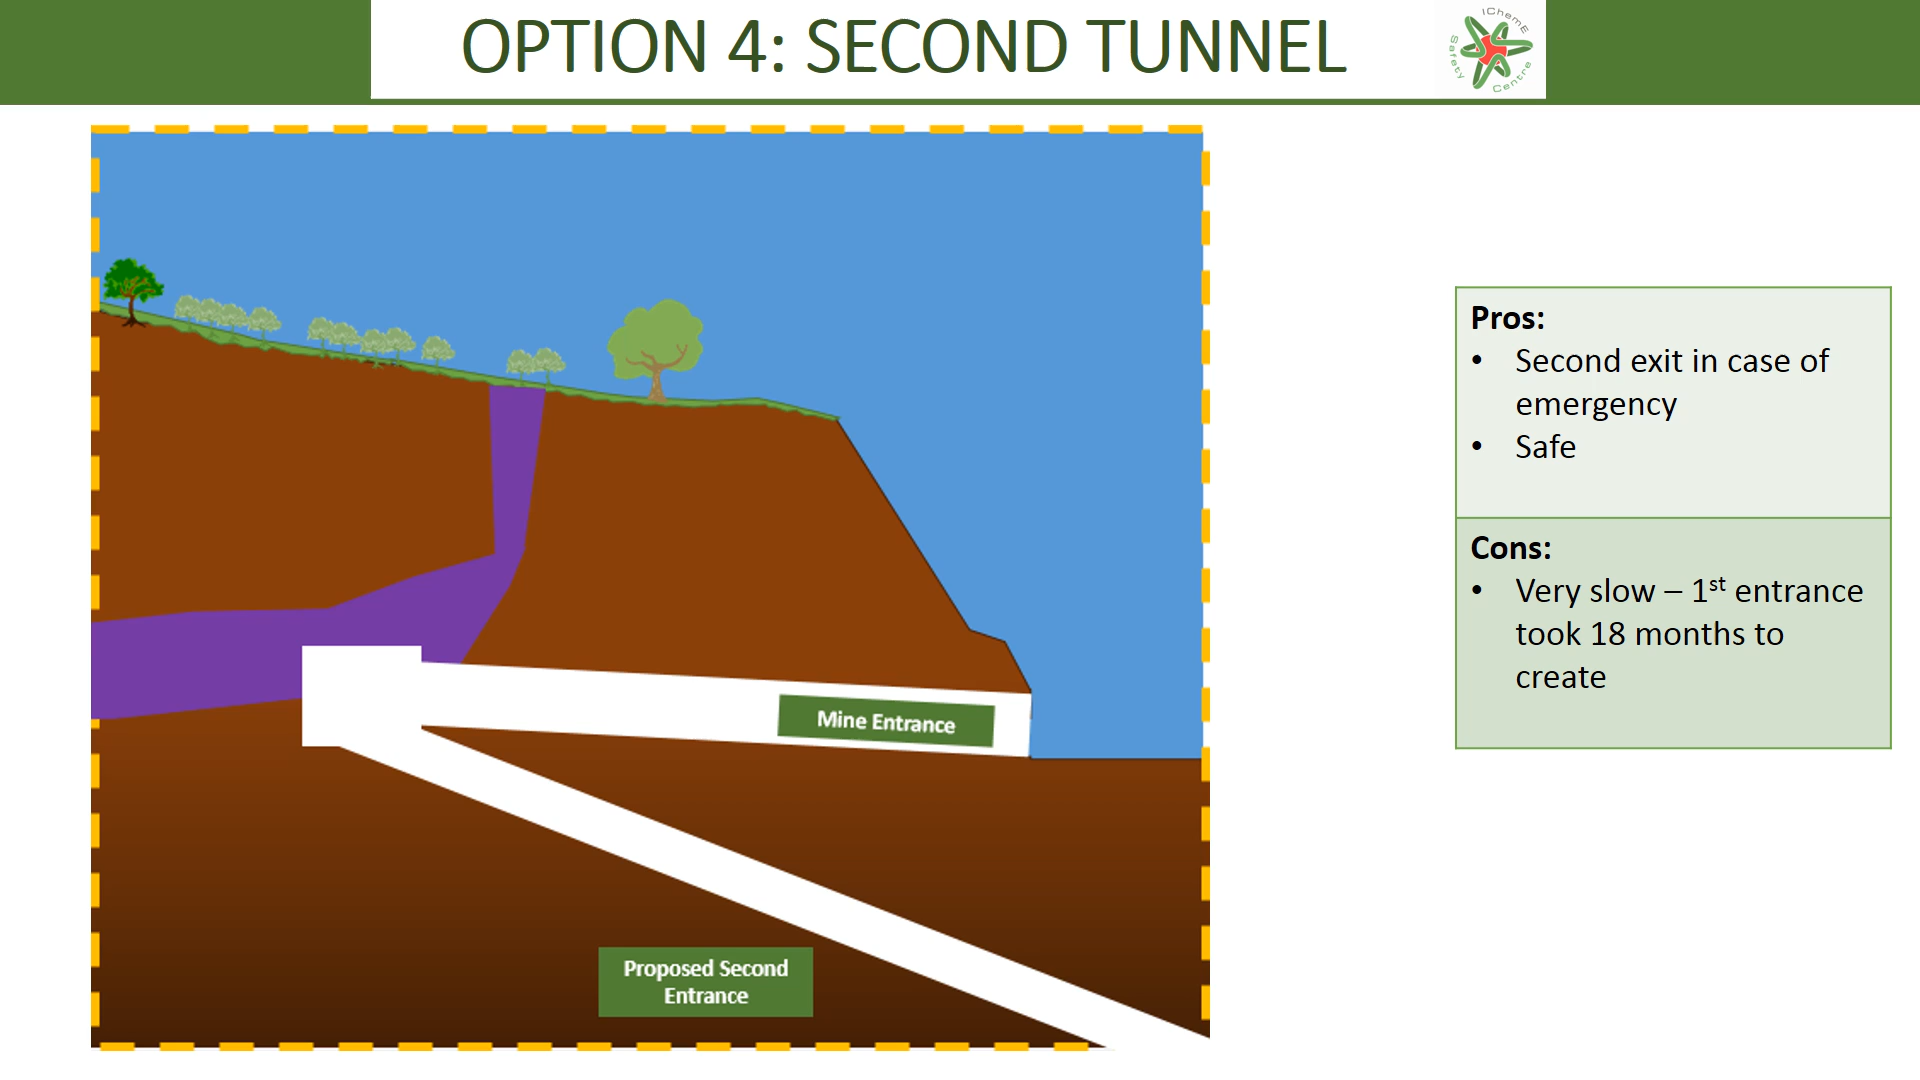 OPTION 4: SECOND TUNNEL
IChemE
Safety
Centre
Pros:
• Second exit in case of
emergency
• Safe
Cons:
• Very slow – 1st entrance
took 18 months to
create
Mine Entrance
Proposed Second
Entrance